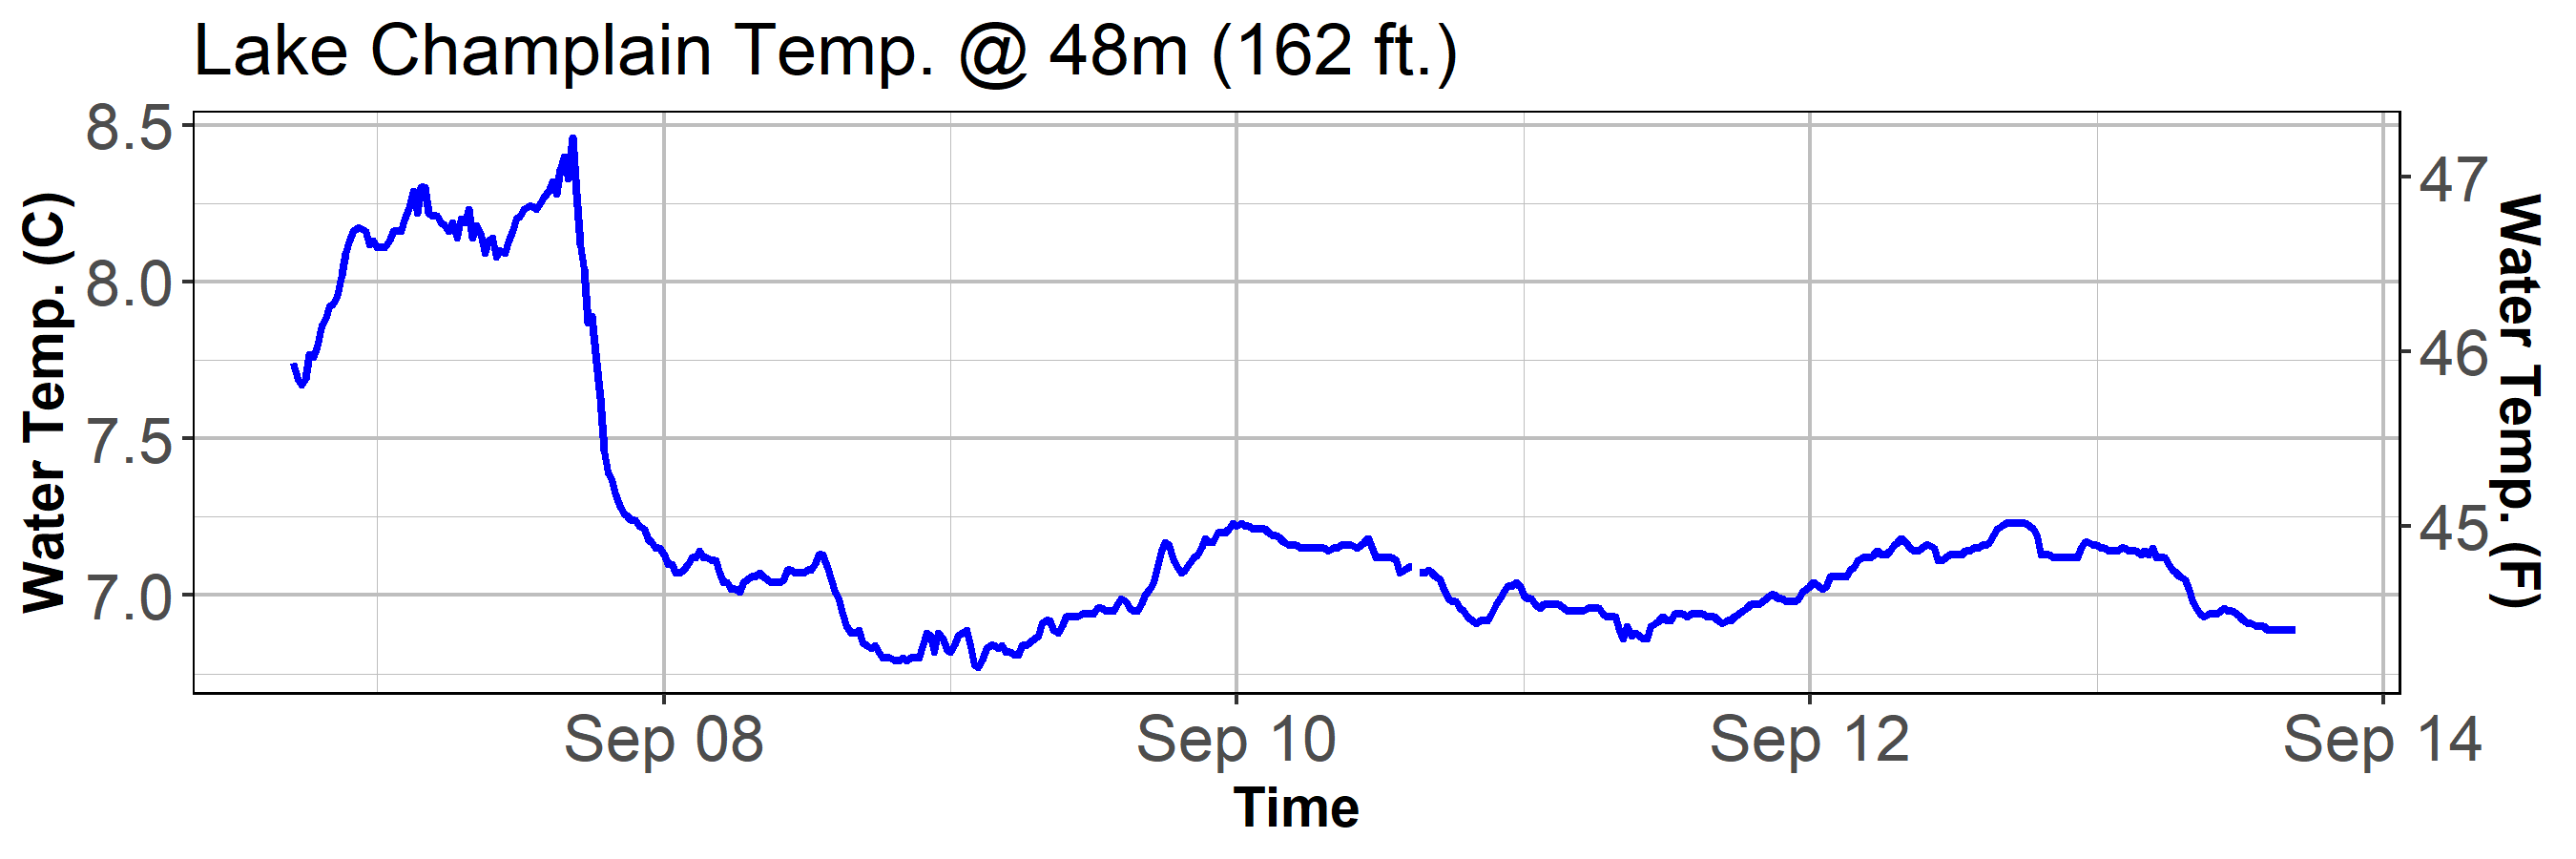 Lake Champlain Temp. @ 48m (162 ft.)
Water Temp. (C)
8.5
8.0
7.5
7.0
47
46
45
Water Temp. (F)
Sep 08 Sep 10 Sep 12 Sep 14
Time